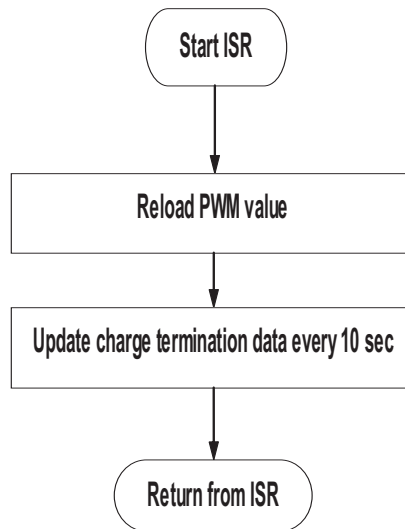 Start ISR
Reload PWM value
Update charge termination data every 10 sec
Return from ISR